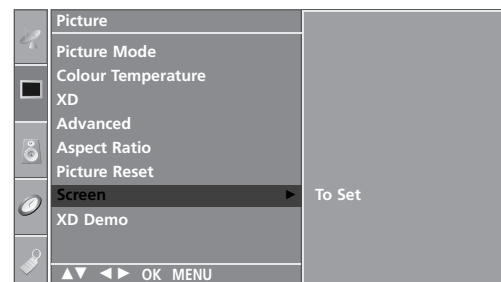 Picture
Picture Mode
Colour Temperature
XD
Advanced
Aspect Ratio
Picture Reset
Screen ► To Set
XD Demo
▲▼ ◄► OK MENU